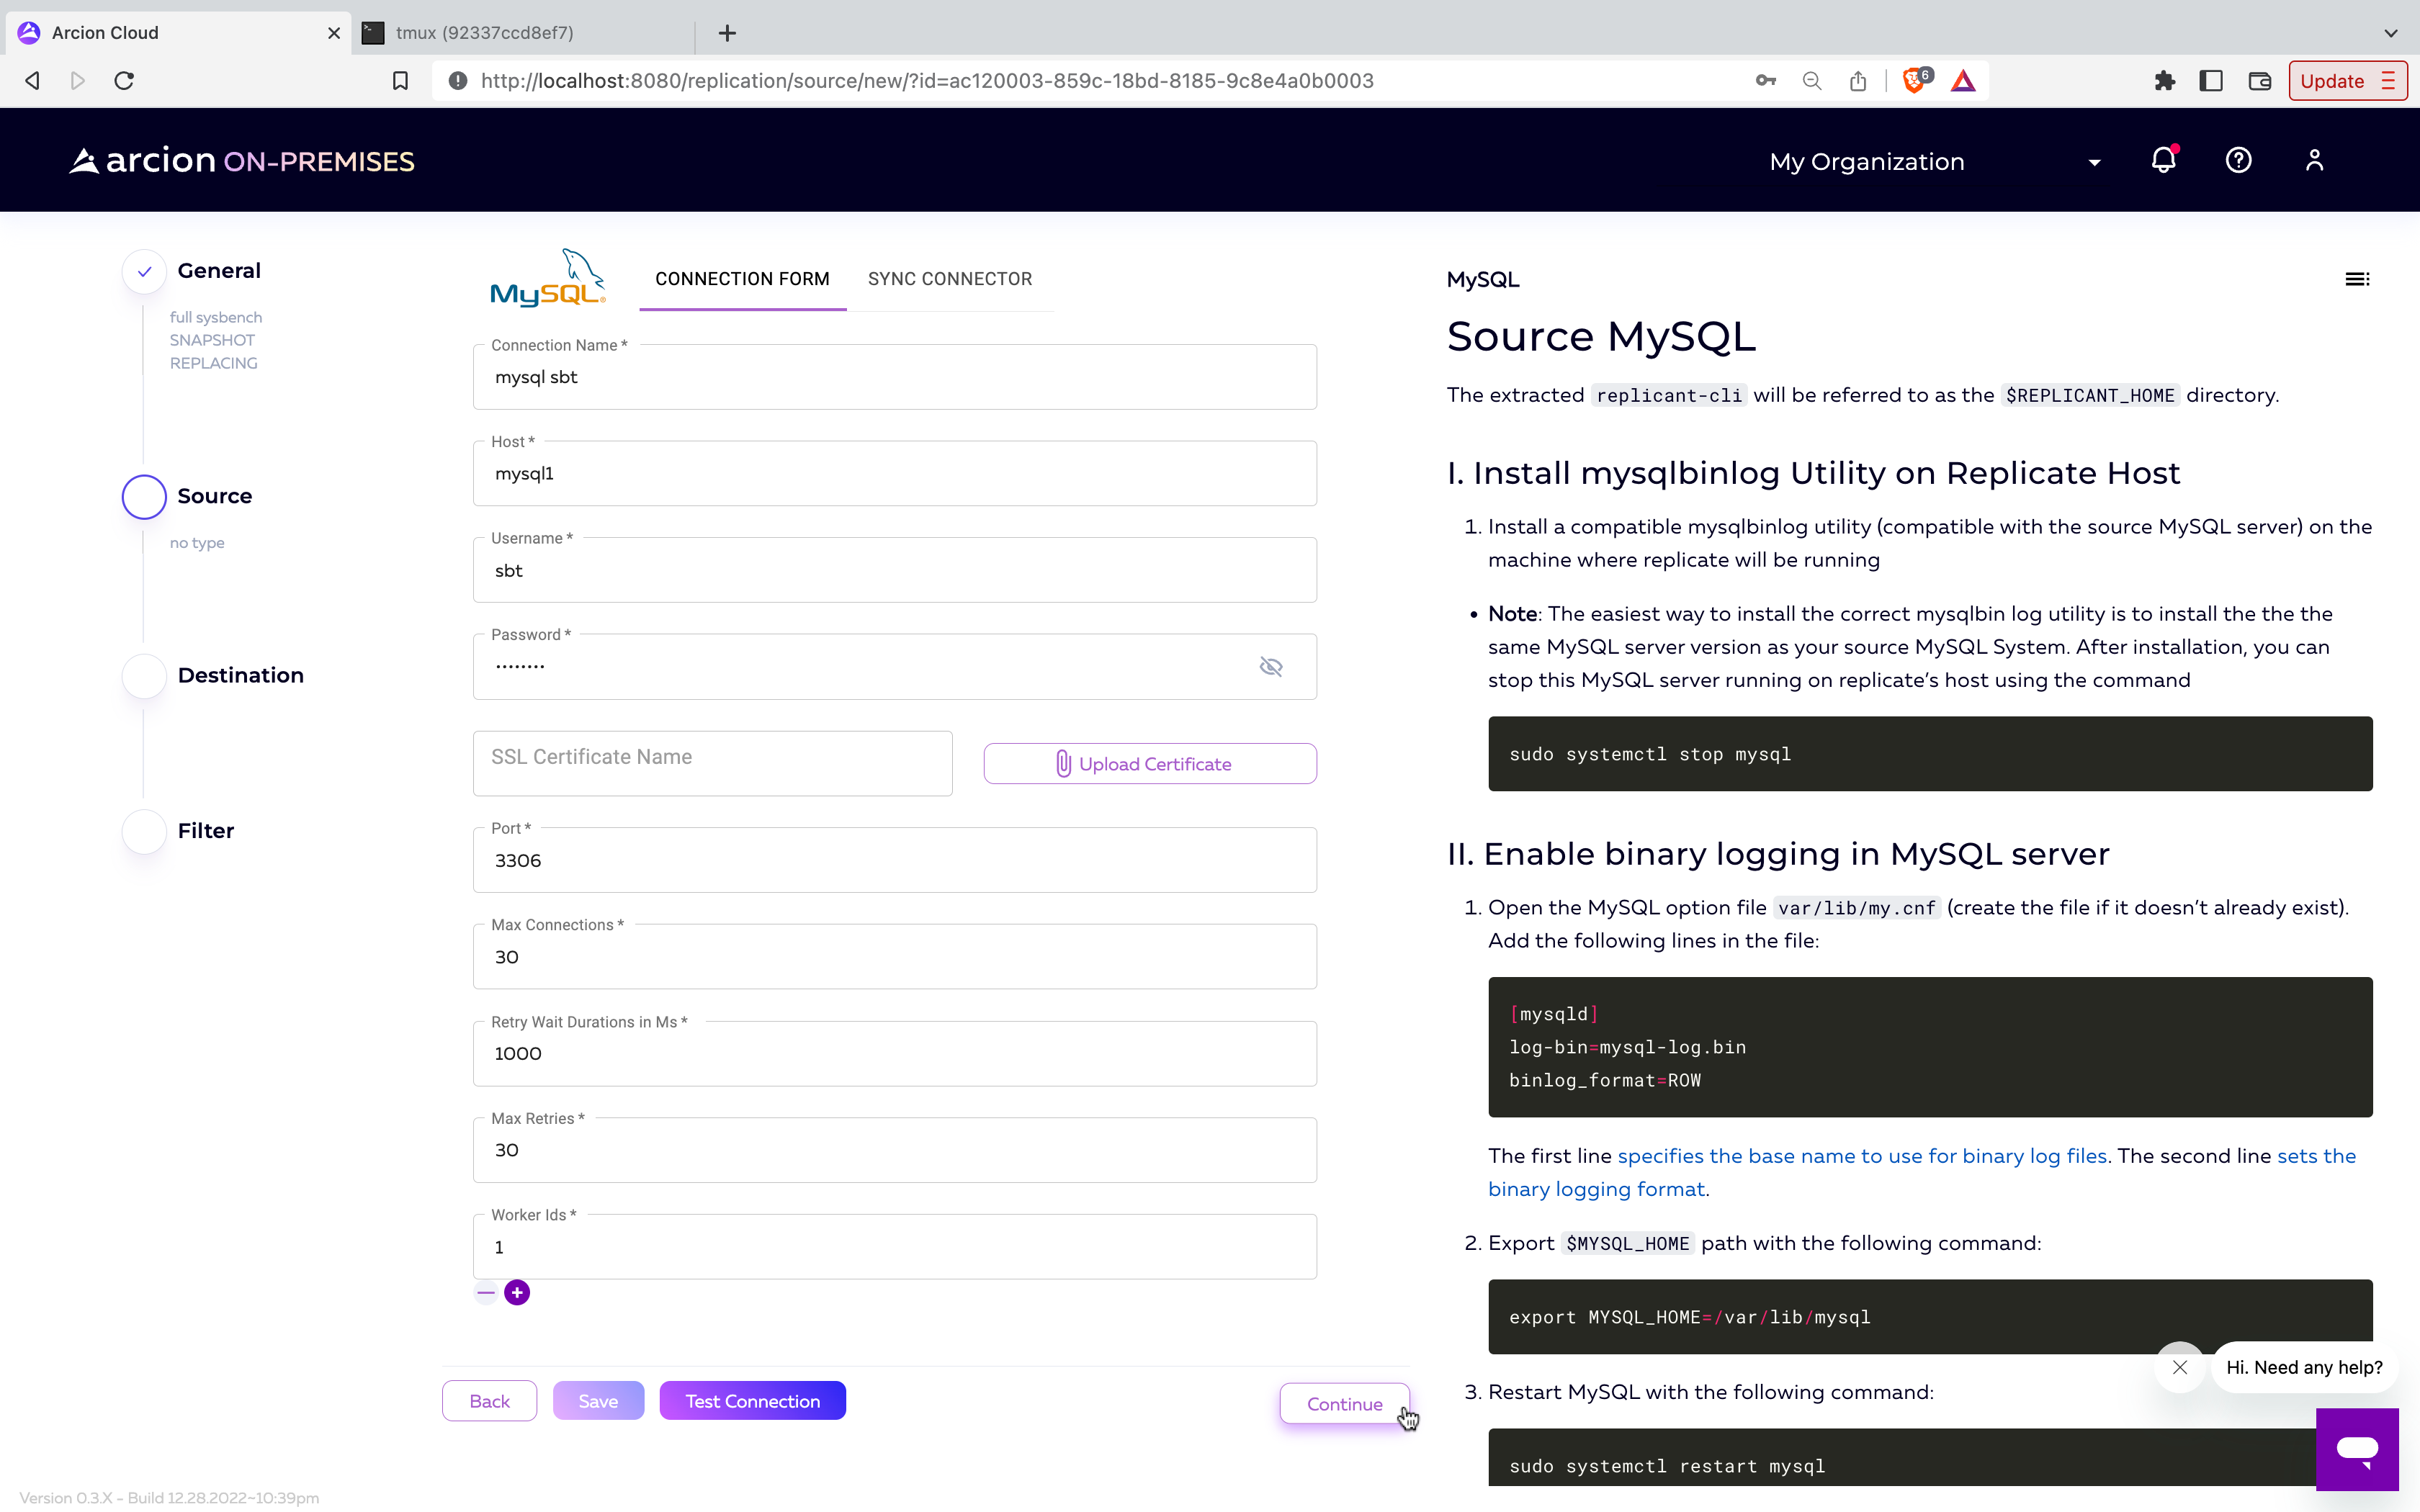 Arcion Cloud
tmux (92337ccd8ef7)
http://localhost:8080/replication/source/new/?id=ac120003-859c-18bd-8185-9c8e4a0b0003
6
Update
arcion ON-PREMISES
My Organization
General
full sysbench
SNAPSHOT
REPLACING
Source
no type
Destination
Filter
MySQL®
CONNECTION FORM
SYNC CONNECTOR
Connection Name *
mysql sbt
Host *
mysql1
Username *
sbt
Password *
••••••••
SSL Certificate Name
Upload Certificate
Port *
3306
Max Connections *
30
Retry Wait Durations in Ms *
1000
Max Retries *
30
Worker Ids *
1
Back
Save
Test Connection
Continue
MySQL
Source MySQL
The extracted replicant-cli will be referred to as the $REPLICANT_HOME directory.
I. Install mysqlbinlog Utility on Replicate Host
1. Install a compatible mysqlbinlog utility (compatible with the source MySQL server) on the
machine where replicate will be running
• Note: The easiest way to install the correct mysqlbin log utility is to install the the the
same MySQL server version as your source MySQL System. After installation, you can
stop this MySQL server running on replicate’s host using the command
sudo systemctl stop mysql
II. Enable binary logging in MySQL server
1. Open the MySQL option file var/lib/my.cnf (create the file if it doesn’t already exist).
Add the following lines in the file:
[mysqld]
log-bin=mysql-log.bin
binlog_format=ROW
The first line specifies the base name to use for binary log files. The second line sets the
binary logging format.
2. Export $MYSQL_HOME path with the following command:
export MYSQL_HOME=/var/lib/mysql
Hi. Need any help?
3. Restart MySQL with the following command:
sudo systemctl restart mysql
Version 0.3.X - Build 12.28.2022~10:39pm